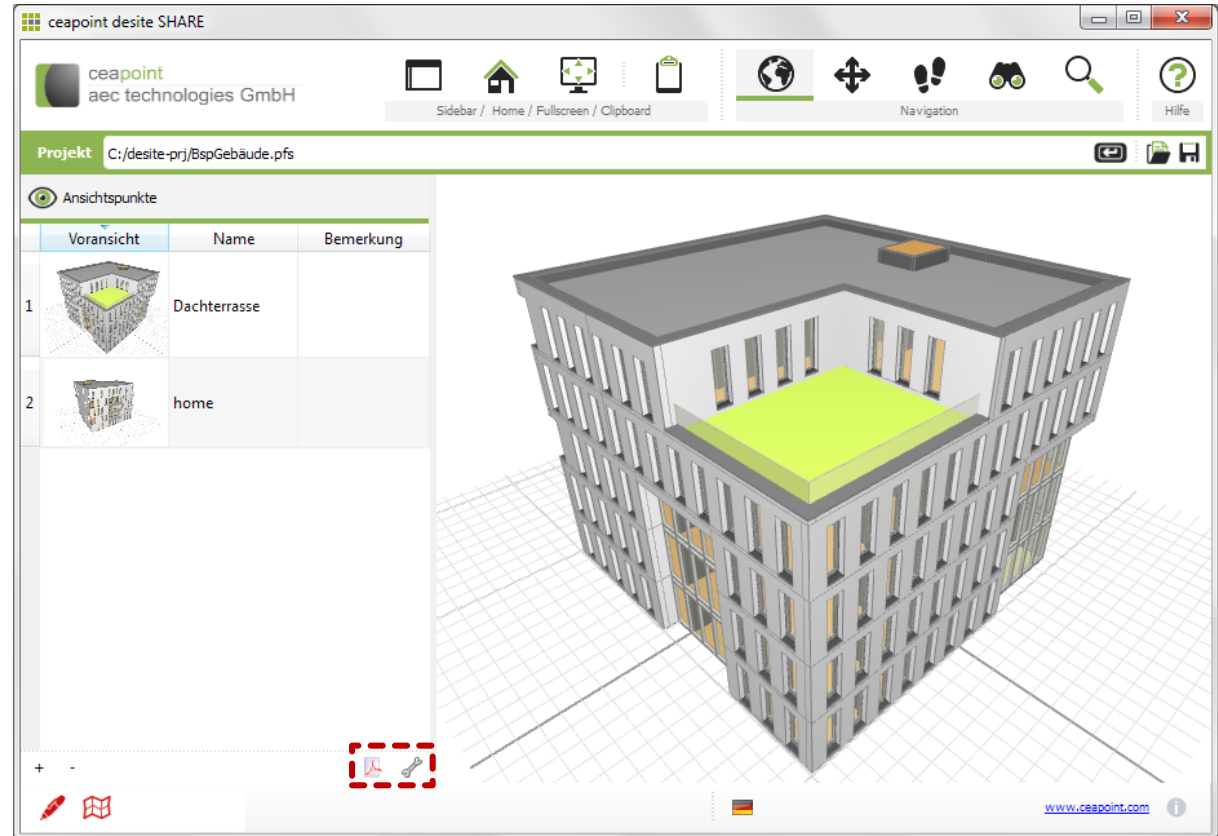 ceapoint desite SHARE
ceapoint
aec technologies GmbH
Sidebar / Home / Fullscreen / Clipboard
Navigation
Hilfe
Projekt C:/desite-prj/BspGebäude.pfs
Ansichtspunkte
Voransicht Name Bemerkung
1 Dachterrasse
2 home
+ -
www.ceapoint.com